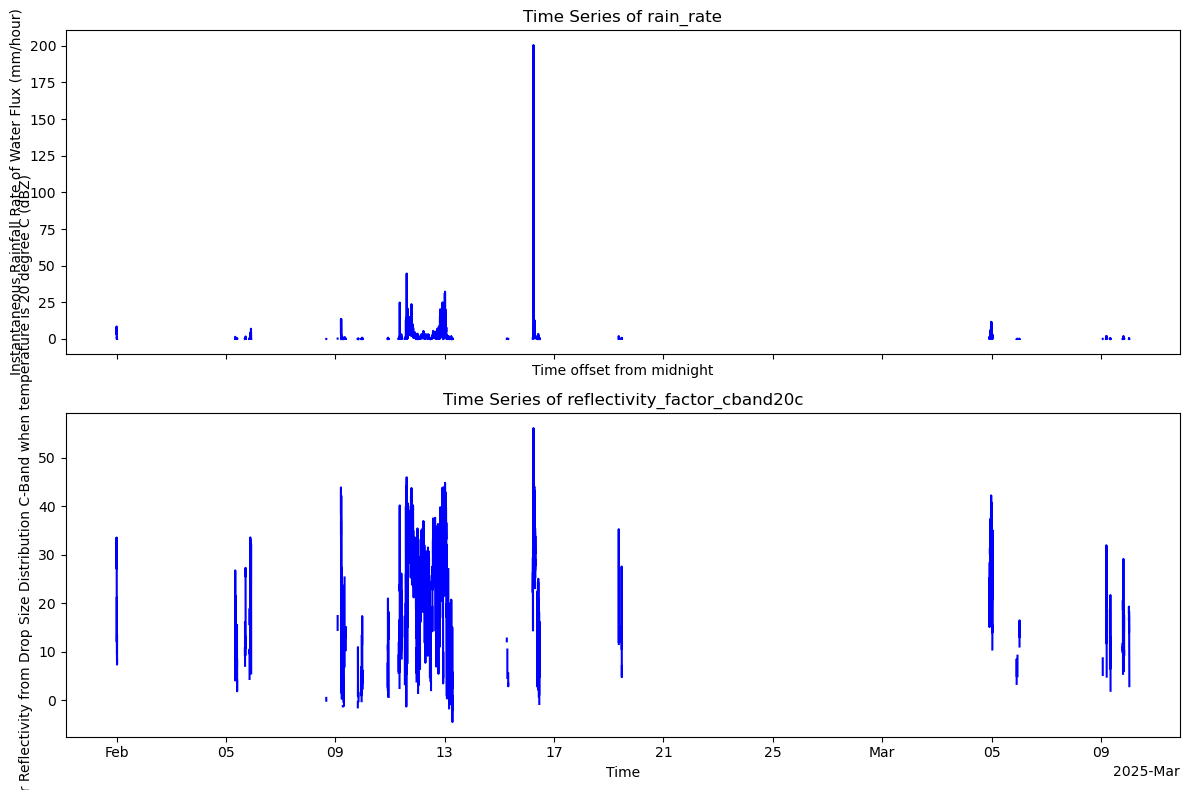 Time Series of rain_rate
Instantaneous Rainfall Rate of Water Flux (mm/hour)
200
175
150
125
100
75
50
25
0
Time offset from midnight
Time Series of reflectivity_factor_cband20c
Reflectivity from Drop Size Distribution C-Band when temperature is 20 degree C (dBZ)
50
40
30
20
10
0
Feb 05 09 13 17 21 25 Mar 05 09
Time
2025-Mar